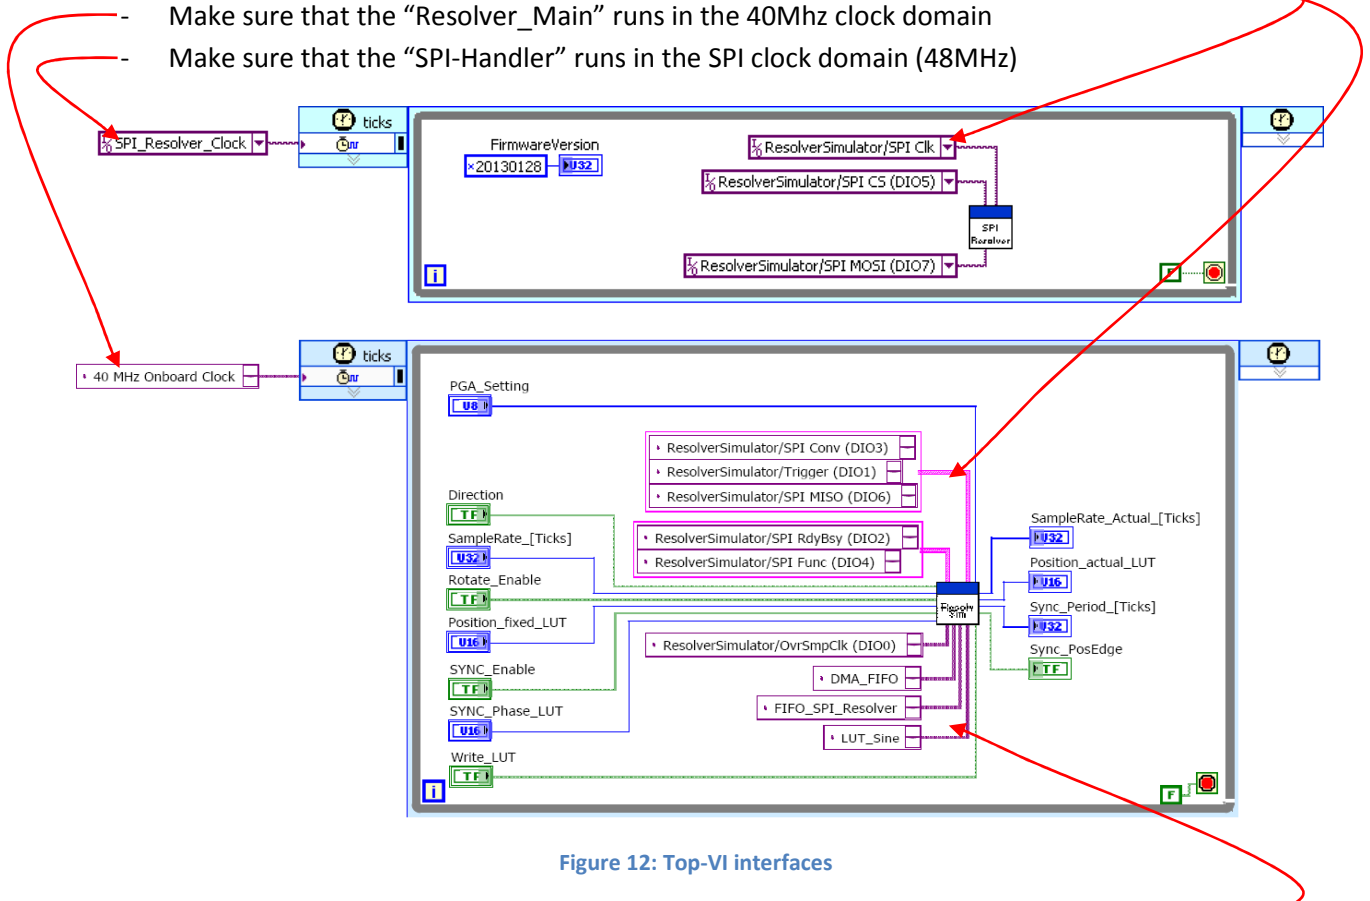 - Make sure that the “Resolver_Main” runs in the 40Mhz clock domain
- Make sure that the “SPI-Handler” runs in the SPI clock domain (48MHz)
ticks
SPI_Resolver_Clock
FirmwareVersion
×20130128
U32
ResolverSimulator/SPI Clk
ResolverSimulator/SPI CS (DIO5)
SPI
Resolver
ResolverSimulator/SPI MOSI (DIO7)
i
F
ticks
40 MHz Onboard Clock
PGA_Setting
U8
ResolverSimulator/SPI Conv (DIO3)
ResolverSimulator/Trigger (DIO1)
ResolverSimulator/SPI MISO (DIO6)
Direction
TF
SampleRate_[Ticks]
U32
Rotate_Enable
TF
Position_fixed_LUT
U16
SYNC_Enable
TF
SYNC_Phase_LUT
U16
Write_LUT
TF
ResolverSimulator/SPI RdyBsy (DIO2)
ResolverSimulator/SPI Func (DIO4)
Resolv
Sim
ResolverSimulator/OvrSmpClk (DIO0)
DMA_FIFO
FIFO_SPI_Resolver
LUT_Sine
SampleRate_Actual_[Ticks]
U32
Position_actual_LUT
U16
Sync_Period_[Ticks]
U32
Sync_PosEdge
TF
i
F
Figure 12: Top-VI interfaces